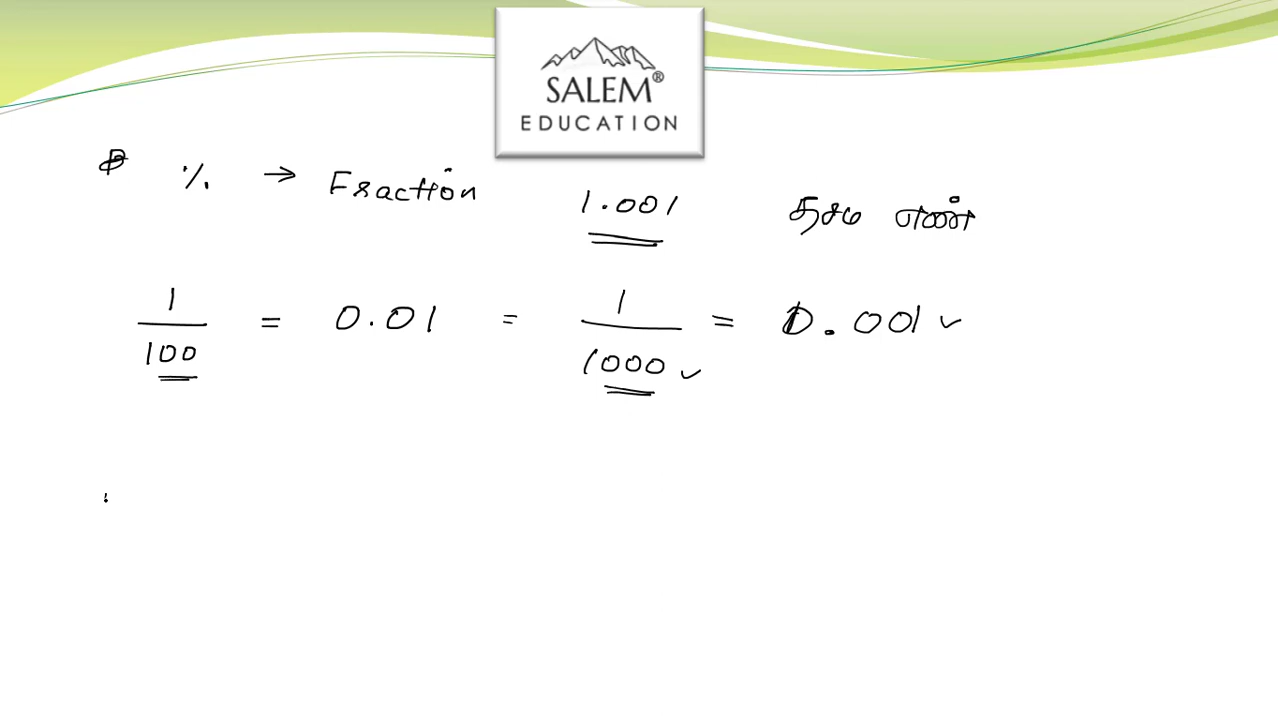 SALEM®
EDUCATION
% → Fraction 1.001 தசம எண்
1/100 = 0.01 = 1/1000 ✓ = 0.001 ✓